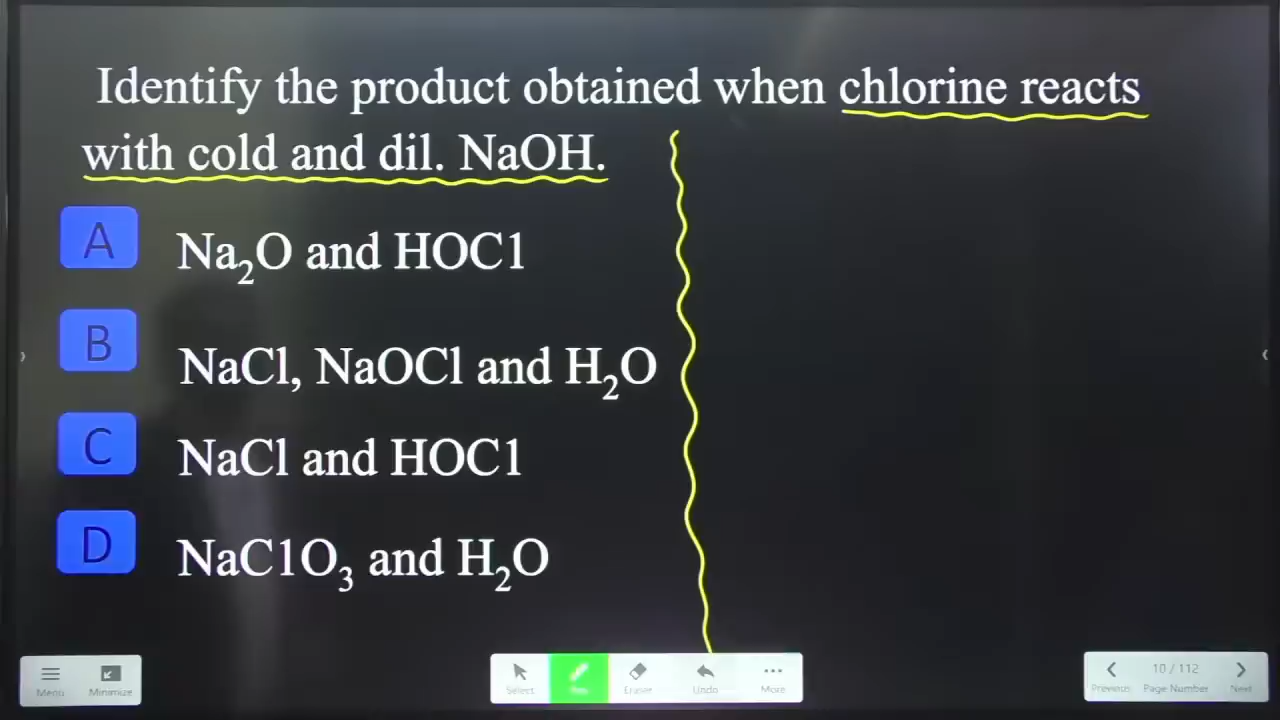 Identify the product obtained when chlorine reacts
with cold and dil. NaOH.
A Na₂O and HOC1
B NaCl, NaOCl and H₂O
C NaCl and HOC1
D NaC1O₃ and H₂O
Menu Minimize Select Pen Eraser Undo More Previous 10 / 112 Page Number Next